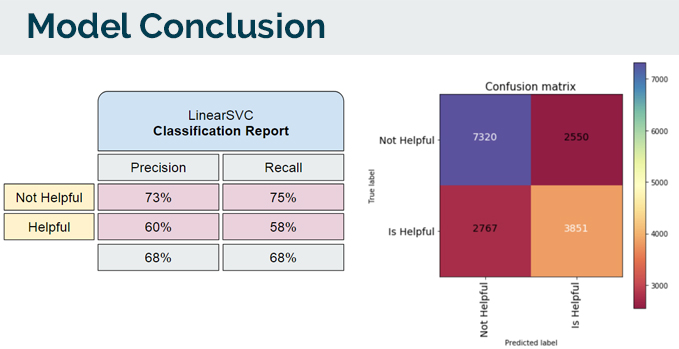 Model Conclusion
LinearSVC
Classification Report
Precision Recall
Not Helpful 73% 75%
Helpful 60% 58%
68% 68%
Confusion matrix
True label
Not Helpful 7320 2550
Is Helpful 2767 3851
Not Helpful Is Helpful
Predicted label
7000
6000
5000
4000
3000